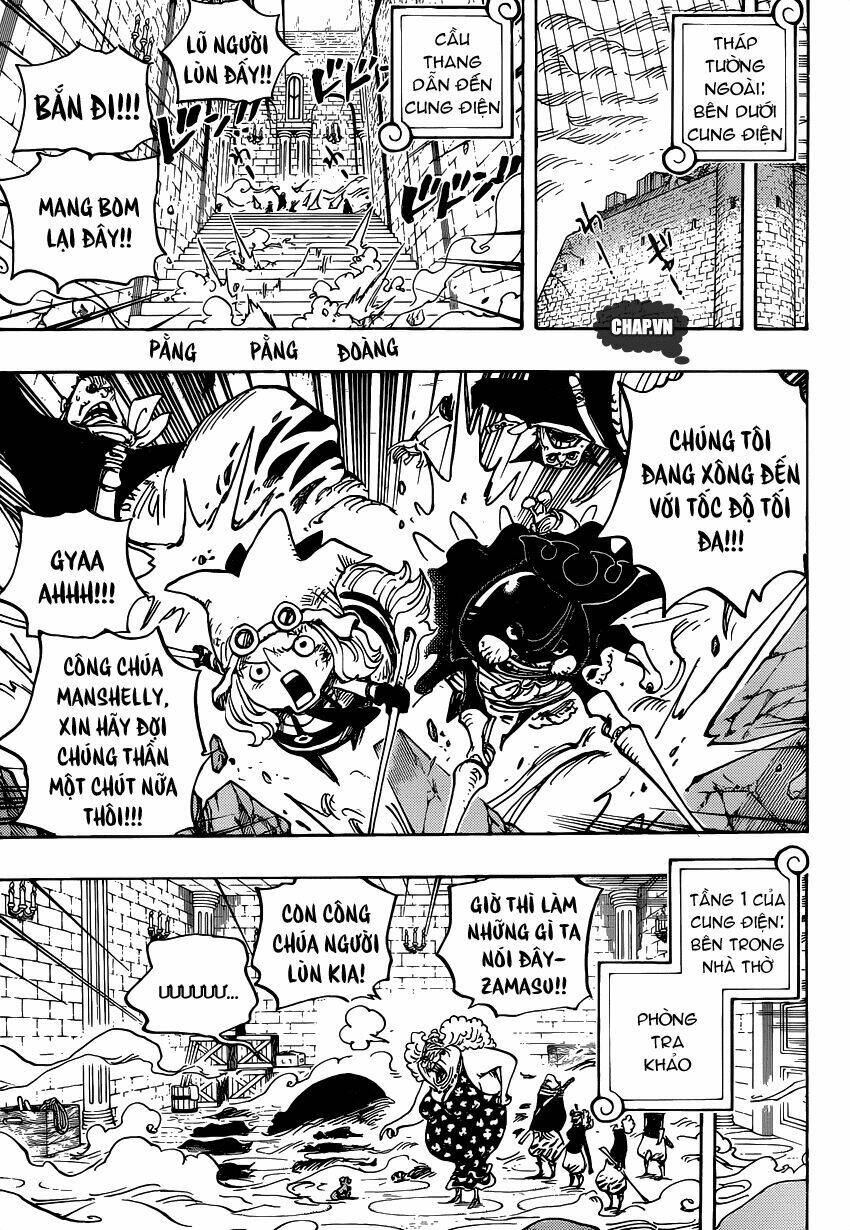 THÁP
TƯỜNG
NGOÀI:
BÊN DƯỚI
CUNG ĐIỆN
CẦU
THANG
DẪN ĐẾN
CUNG ĐIỆN
LŨ NGƯỜI
LÙN ĐẤY!!
BẮN ĐI!!!
MANG BOM
LẠI ĐÂY!!
CHAP.VN
PẰNG PẰNG ĐOÀNG
CHÚNG TÔI
ĐANG XÔNG ĐẾN
VỚI TỐC ĐỘ TỐI
ĐA!!!
GYAA
AHHH!!!
CÔNG CHÚA
MANSHELLY,
XIN HÃY ĐỢI
CHÚNG THẦN
MỘT CHÚT NỮA
THÔI!!!
TẦNG 1 CỦA
CUNG ĐIỆN:
BÊN TRONG
NHÀ THỜ
PHÒNG
TRA
KHẢO
GIỜ THÌ LÀM
NHỮNG GÌ TA
NÓI ĐÂY-
ZAMASU!!
CON CÔNG
CHÚA NGƯỜI
LÙN KIA!
ƯƯƯƯƯ...